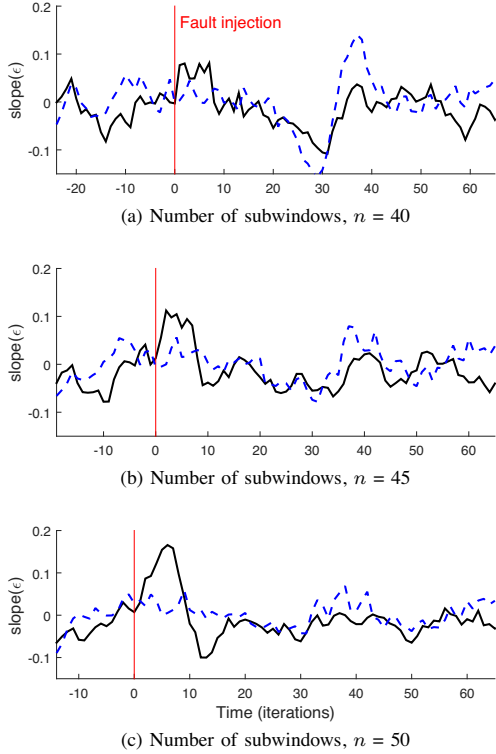 0.2
Fault injection
0.1
0
-0.1
slope(ϵ)
-20 -10 0 10 20 30 40 50 60
(a) Number of subwindows, n = 40
0.2
0.1
0
-0.1
slope(ϵ)
-10 0 10 20 30 40 50 60
(b) Number of subwindows, n = 45
0.2
0.1
0
-0.1
slope(ϵ)
-10 0 10 20 30 40 50 60
Time (iterations)
(c) Number of subwindows, n = 50